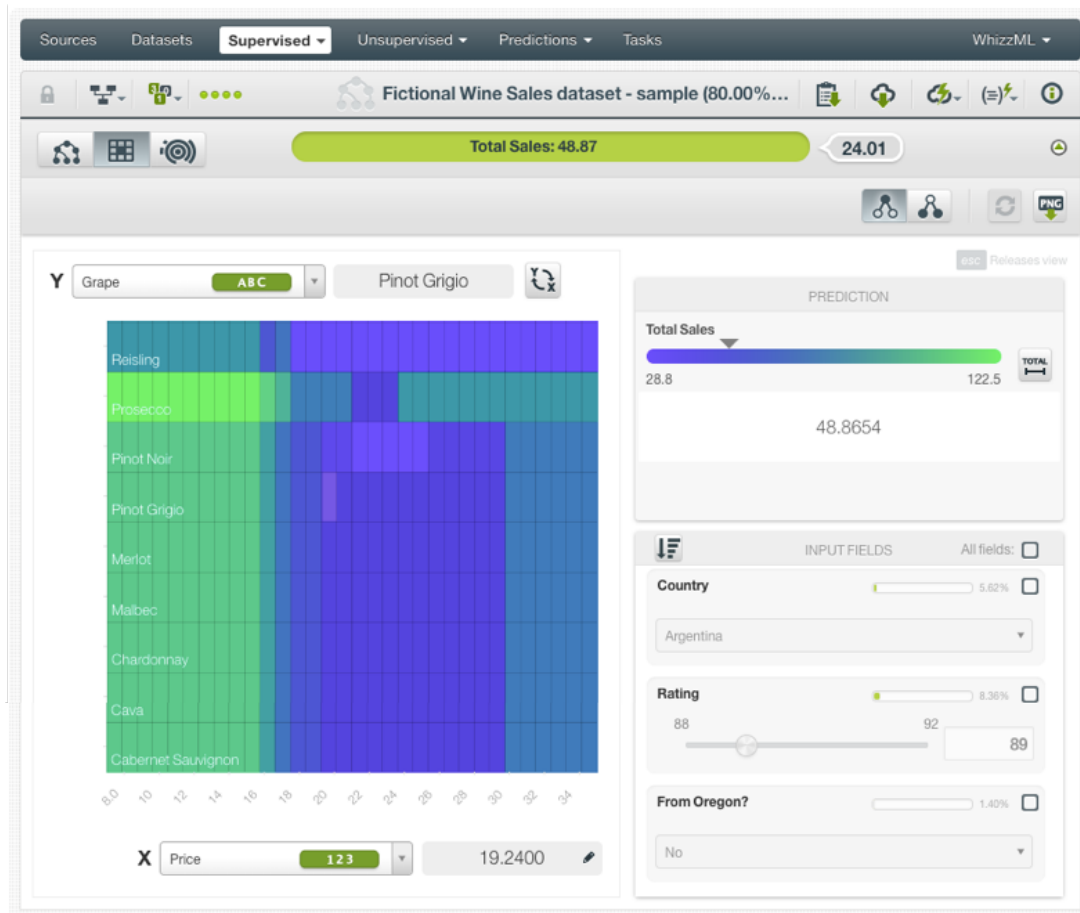 Sources Datasets Supervised Unsupervised Predictions Tasks WhizzML
Fictional Wine Sales dataset - sample (80.00%...
Total Sales: 48.87 24.01
PNG
esc Releases view
Y Grape ABC Pinot Grigio Y X
PREDICTION
Total Sales
TOTAL
28.8 122.5
48.8654
Reisling
Prosecco
Pinot Noir
Pinot Grigio
Merlot
Malbec
Chardonnay
Cava
Cabernet Sauvignon
8.0 10 12 14 16 18 20 22 24 26 28 30 32 34
X Price 123 19.2400
INPUT FIELDS All fields:
Country 5.62%
Argentina
Rating 8.36%
88 92
89
From Oregon? 1.40%
No